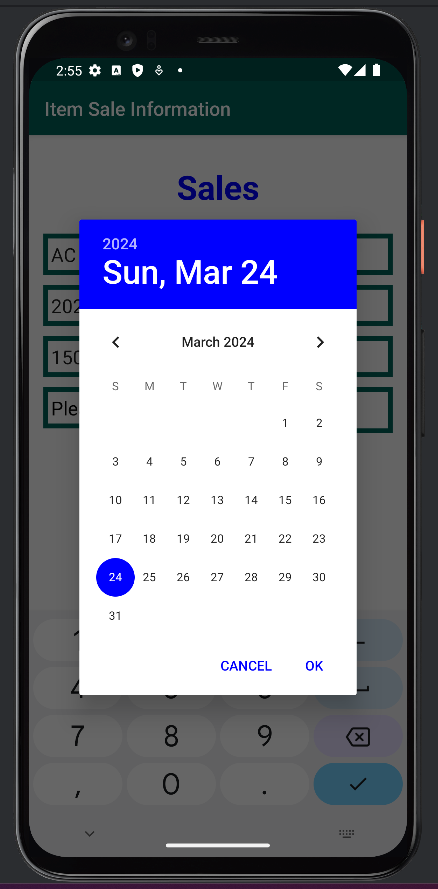 2:55
Item Sale Information
Sales
2024
Sun, Mar 24
AC
202
150
Ple
March 2024
S M T W T F S
1 2
3 4 5 6 7 8 9
10 11 12 13 14 15 16
17 18 19 20 21 22 23
24 25 26 27 28 29 30
31
CANCEL OK
7 8 9
, 0 .